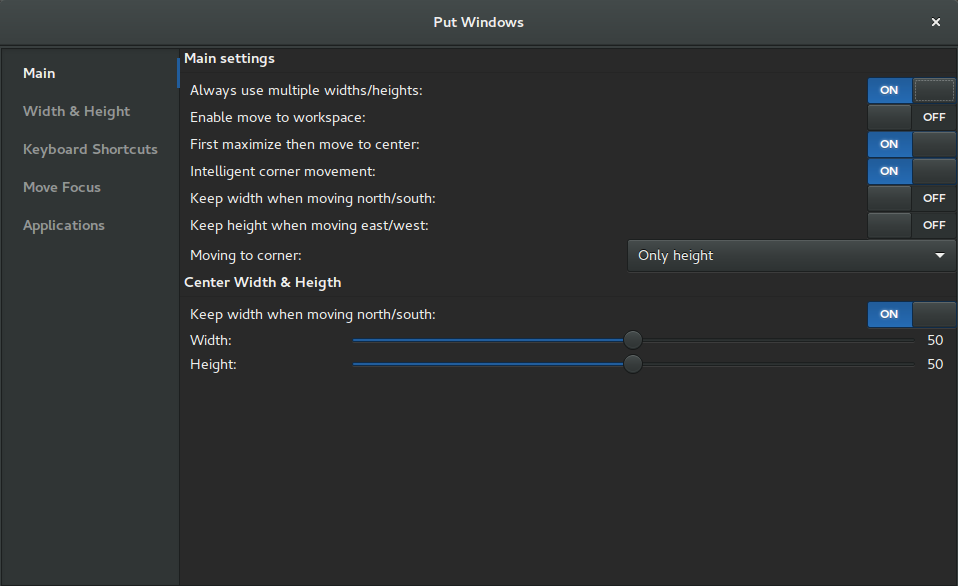 Put Windows
Main
Width & Height
Keyboard Shortcuts
Move Focus
Applications
Main settings
Always use multiple widths/heights: ON
Enable move to workspace: OFF
First maximize then move to center: ON
Intelligent corner movement: ON
Keep width when moving north/south: OFF
Keep height when moving east/west: OFF
Moving to corner: Only height
Center Width & Heigth
Keep width when moving north/south: ON
Width: 50
Height: 50